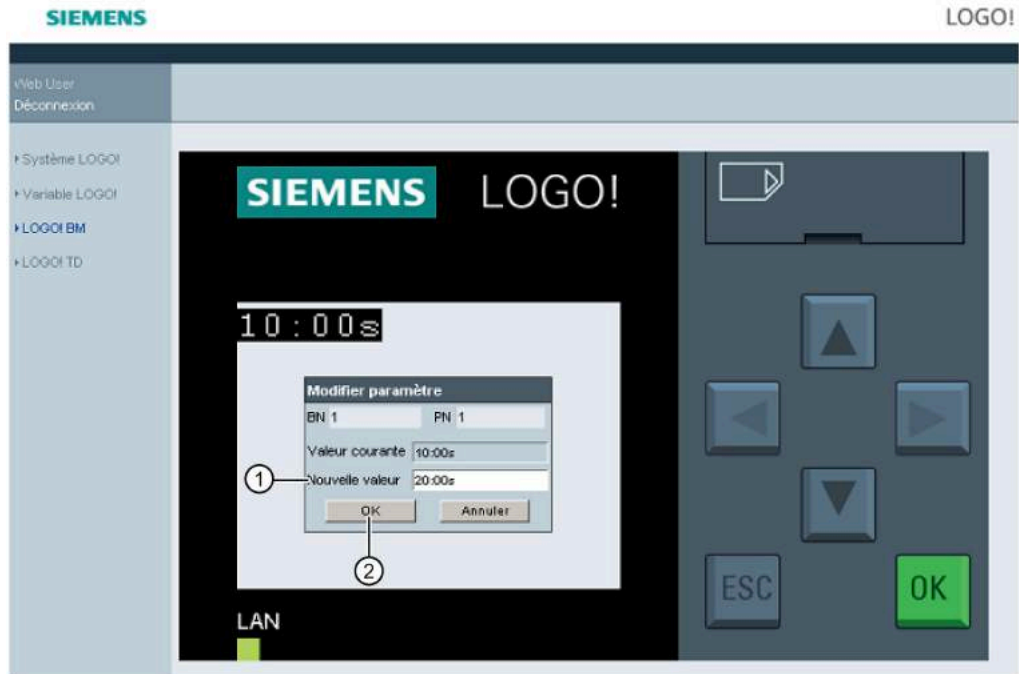 SIEMENS
LOGO!
Web User
Déconnexion
Système LOGO!
Variable LOGO!
LOGO! BM
LOGO! TD
SIEMENS LOGO!
10:00s
Modifier paramètre
BN 1 PN 1
Valeur courante 10:00s
1 Nouvelle valeur 20:00s
OK Annuler
2
ESC OK
LAN